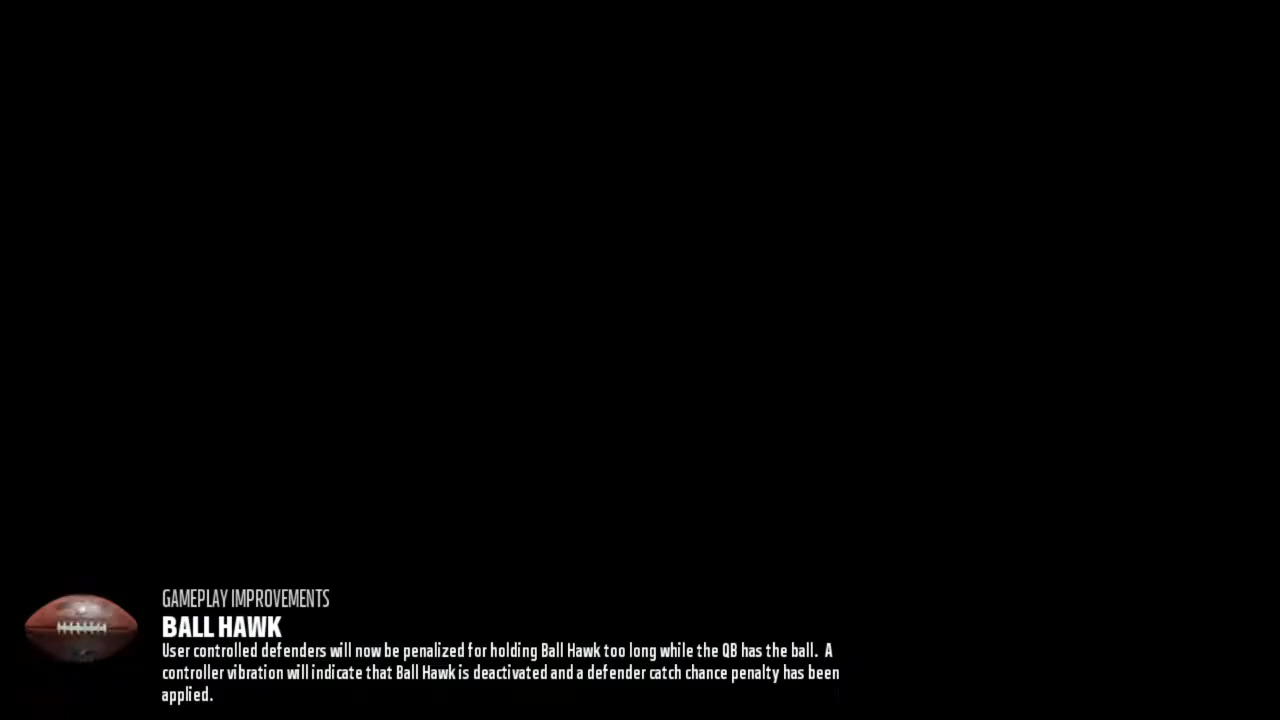 GAMEPLAY IMPROVEMENTS
BALL HAWK
User controlled defenders will now be penalized for holding Ball Hawk too long while the QB has the ball.  A
controller vibration will indicate that Ball Hawk is deactivated and a defender catch chance penalty has been
applied.